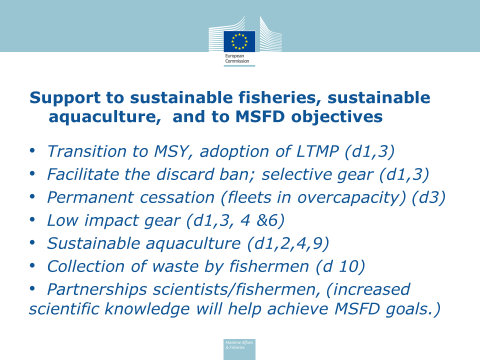 European
Commission
Support to sustainable fisheries, sustainable
aquaculture, and to MSFD objectives
• Transition to MSY, adoption of LTMP (d1,3)
• Facilitate the discard ban; selective gear (d1,3)
• Permanent cessation (fleets in overcapacity) (d3)
• Low impact gear (d1,3, 4 &6)
• Sustainable aquaculture (d1,2,4,9)
• Collection of waste by fishermen (d 10)
• Partnerships scientists/fishermen, (increased
scientific knowledge will help achieve MSFD goals.)
Maritime affairs
& Fisheries